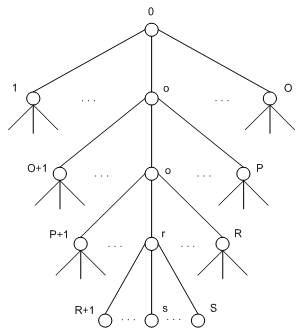 0
1 . . . o . . . O
O+1 . . . o . . . P
P+1 . . . r . . . R
R+1 . . . s . . . S